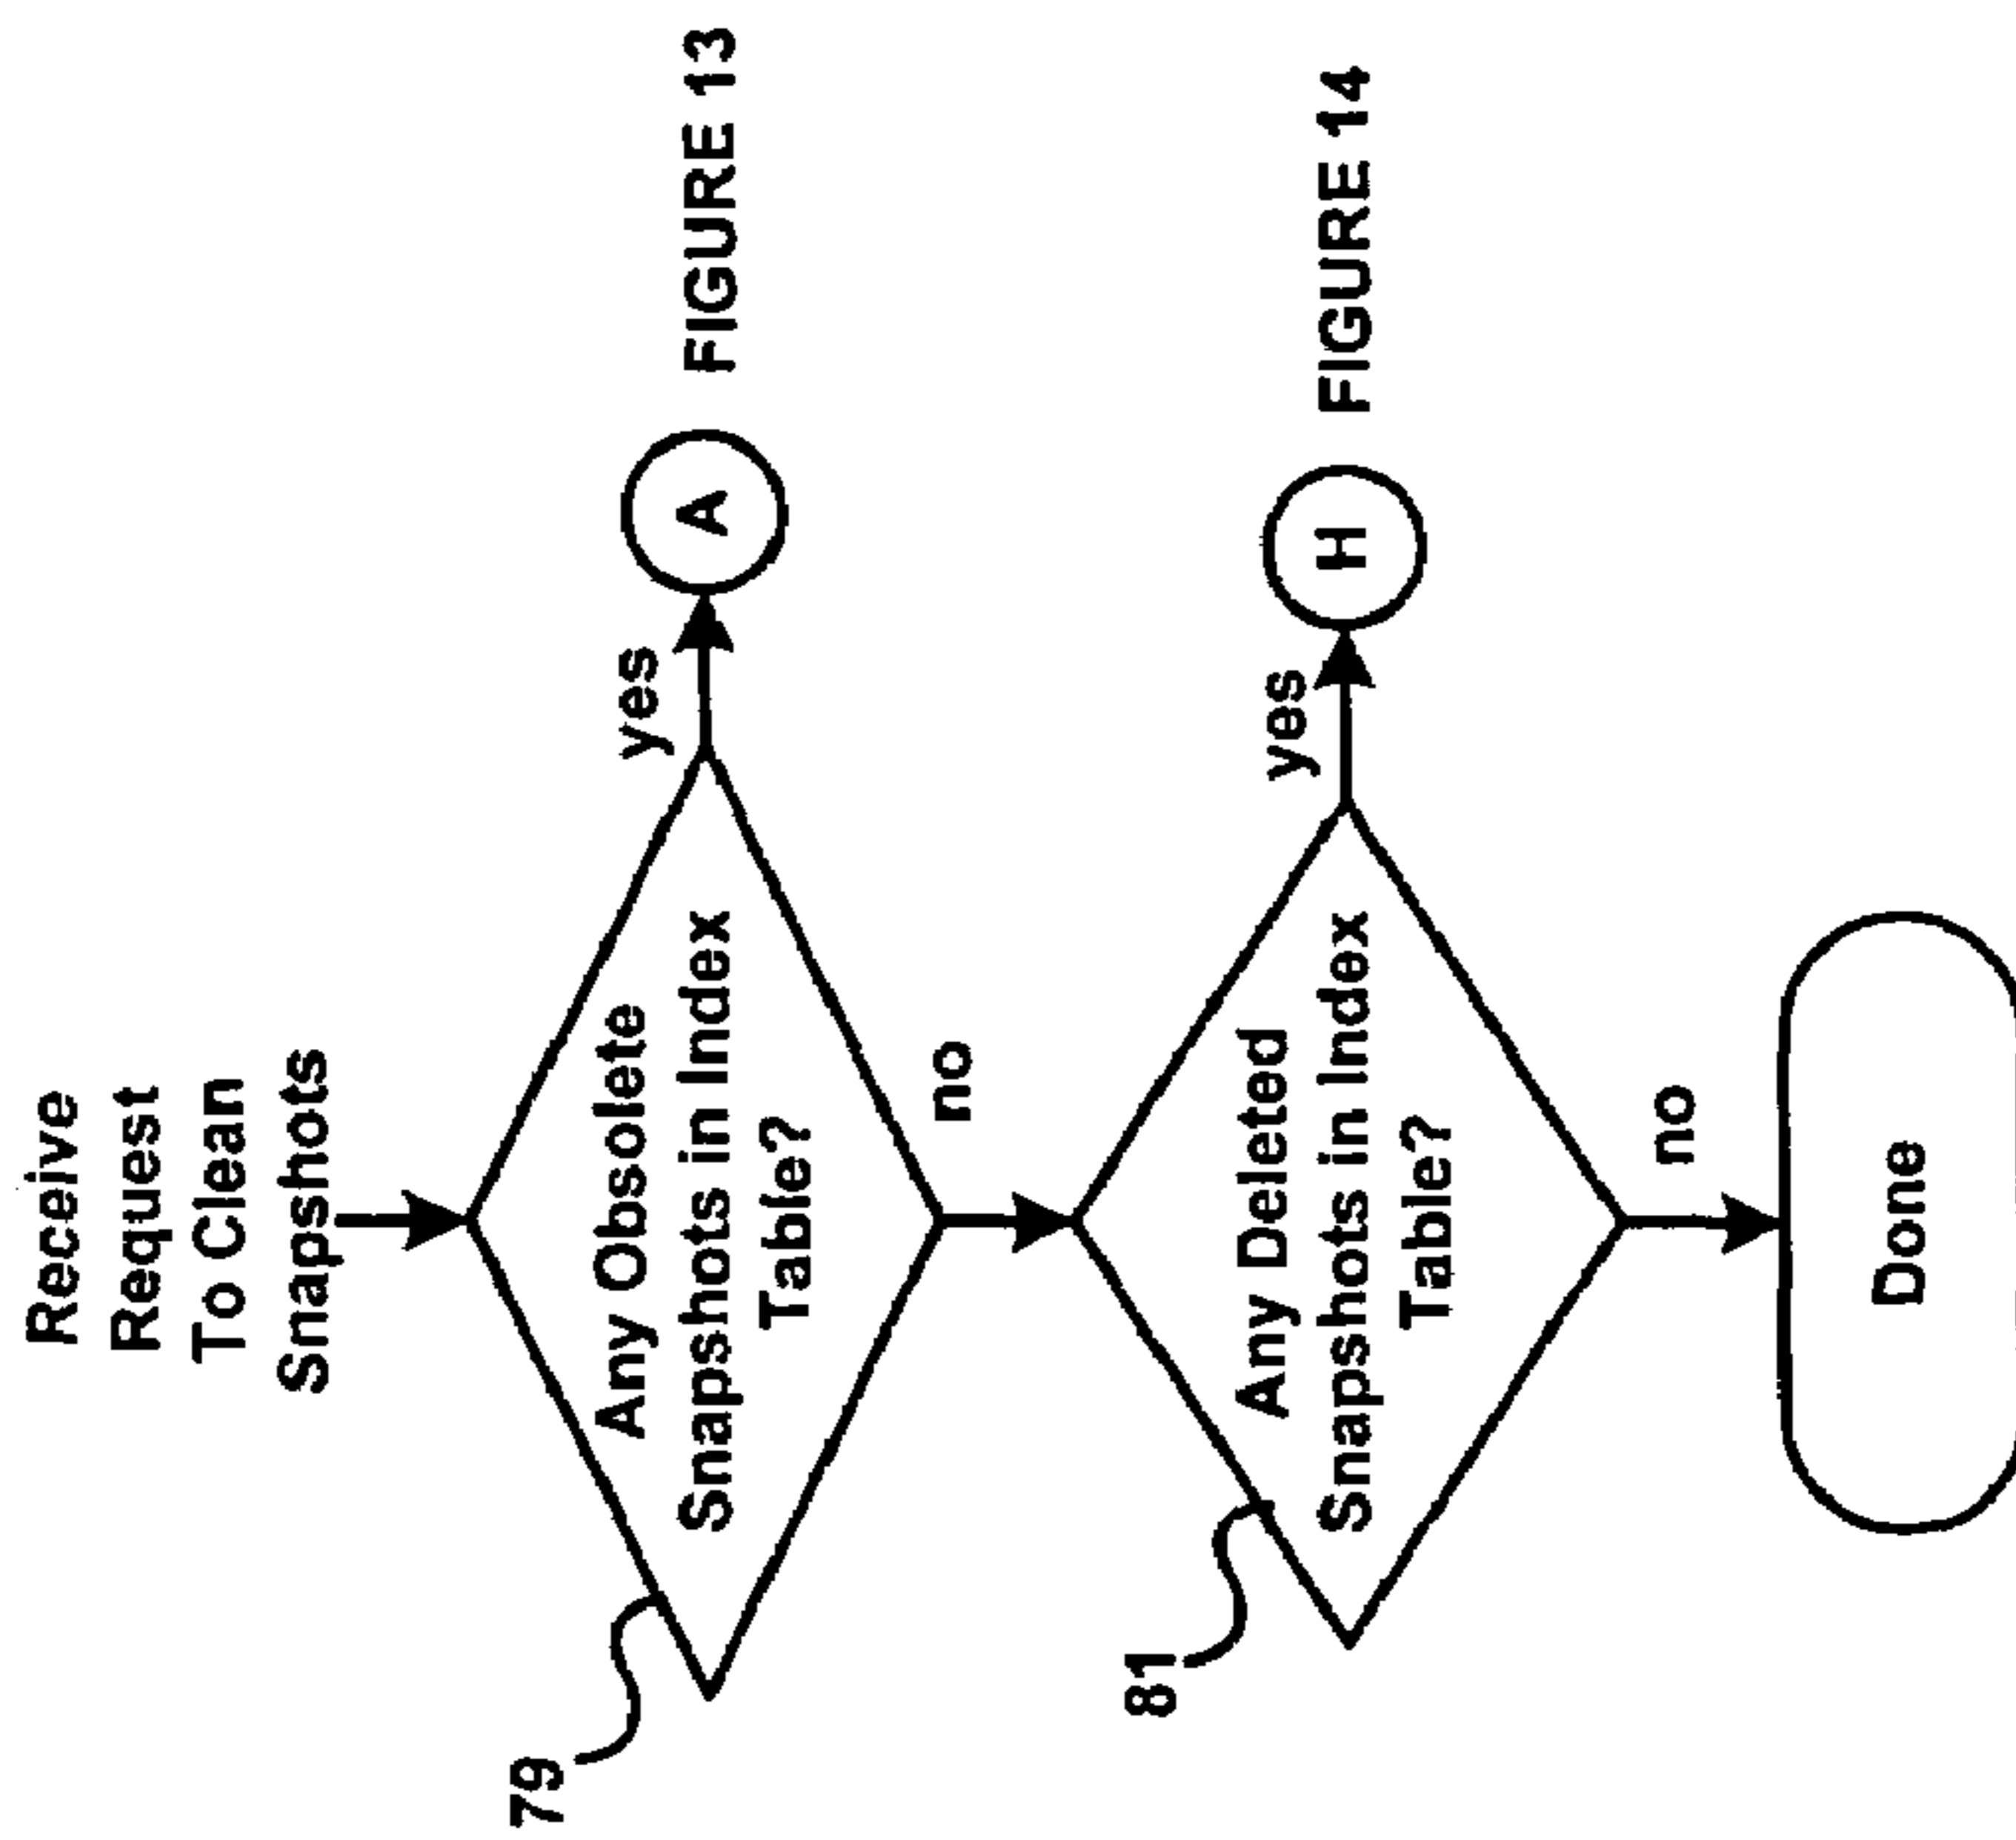 Receive
Request
To Clean
Snapshots
79
Any Obsolete
Snapshots in Index
Table?
yes
A
FIGURE 13
no
81
Any Deleted
Snapshots in Index
Table?
yes
H
FIGURE 14
no
Done